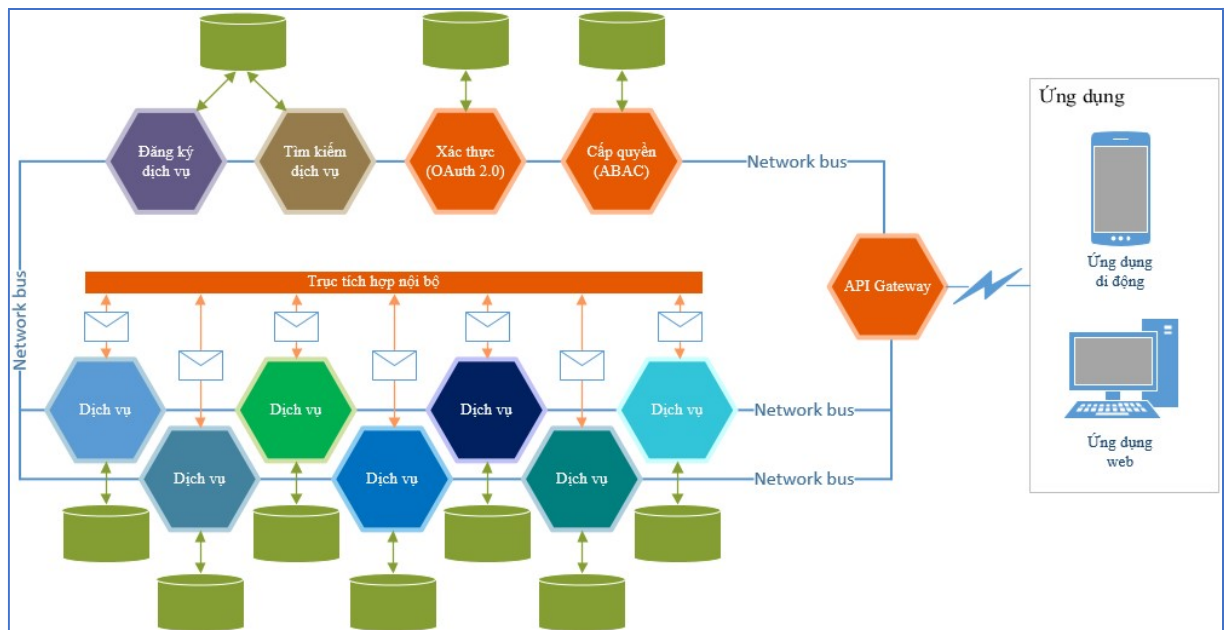 Đăng ký
dịch vụ
Tìm kiếm
dịch vụ
Xác thực
(OAuth 2.0)
Cấp quyền
(ABAC)
Network bus
Ứng dụng
Ứng dụng
di động
Network bus
Trục tích hợp nội bộ
API Gateway
Dịch vụ
Dịch vụ
Dịch vụ
Dịch vụ
Network bus
Ứng dụng
web
Dịch vụ
Dịch vụ
Dịch vụ
Network bus